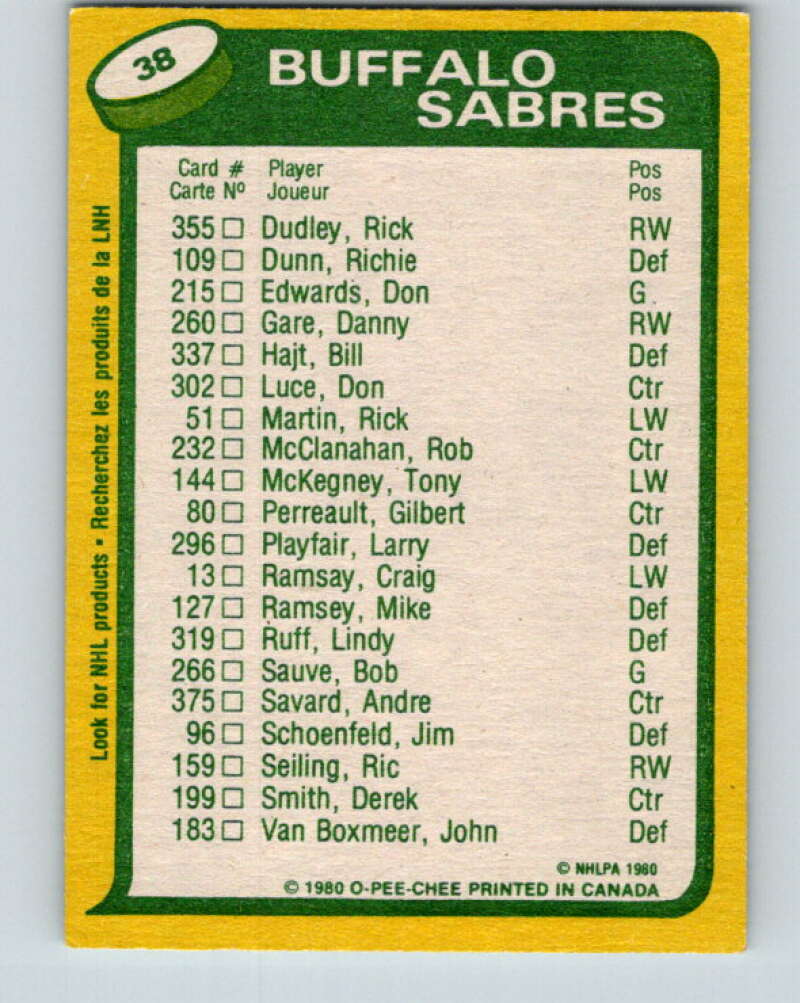 38
BUFFALO
SABRES
Card # Player Pos
Carte Nº Joueur Pos
355 □ Dudley, Rick RW
109 □ Dunn, Richie Def
215 □ Edwards, Don G
260 □ Gare, Danny RW
337 □ Hajt, Bill Def
302 □ Luce, Don Ctr
51 □ Martin, Rick LW
232 □ McClanahan, Rob Ctr
144 □ McKegney, Tony LW
80 □ Perreault, Gilbert Ctr
296 □ Playfair, Larry Def
13 □ Ramsay, Craig LW
127 □ Ramsey, Mike Def
319 □ Ruff, Lindy Def
266 □ Sauve, Bob G
375 □ Savard, Andre Ctr
96 □ Schoenfeld, Jim Def
159 □ Seiling, Ric RW
199 □ Smith, Derek Ctr
183 □ Van Boxmeer, John Def
© NHLPA 1980
© 1980 O-PEE-CHEE PRINTED IN CANADA
Look for NHL products • Recherchez les produits de la LNH